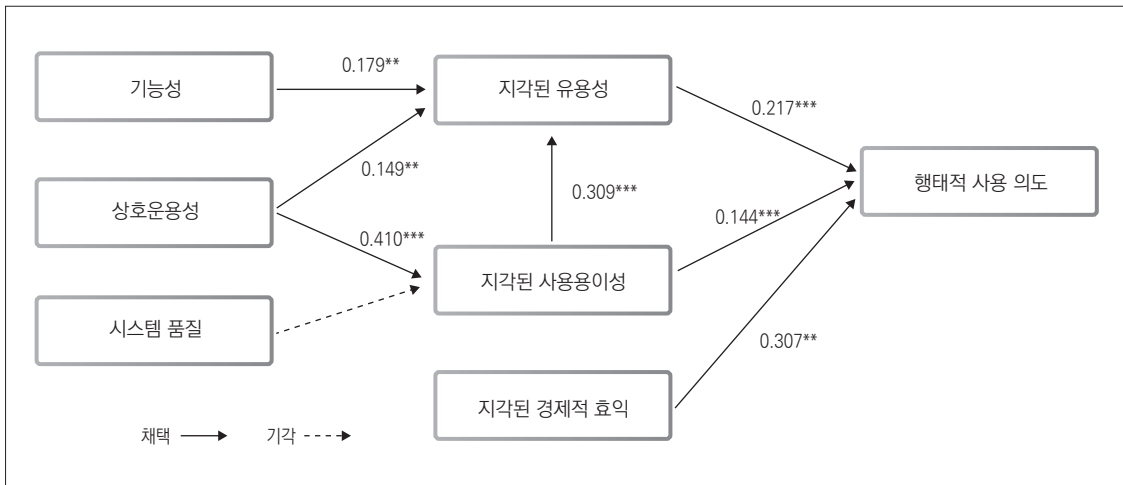 기능성
0.179**
지각된 유용성
0.217***
0.149**
0.309***
행태적 사용 의도
상호운용성
0.410***
0.144***
지각된 사용용이성
시스템 품질
0.307**
지각된 경제적 효익
채택
기각